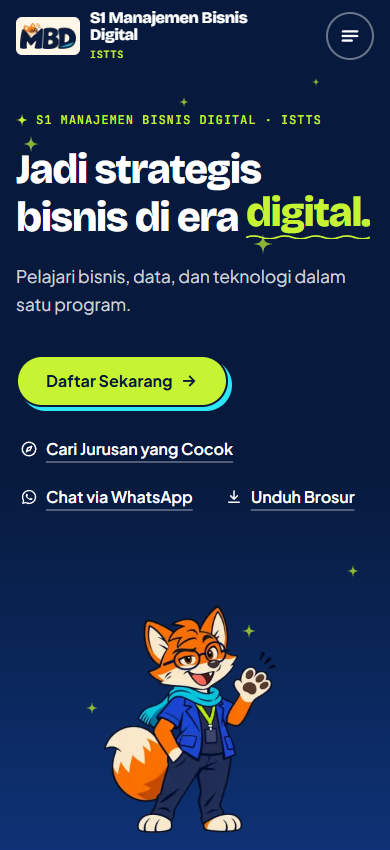 MBD
S1 Manajemen Bisnis
Digital
ISTTS
S1 MANAJEMEN BISNIS DIGITAL · ISTTS
Jadi strategis
bisnis di era digital.
Pelajari bisnis, data, dan teknologi dalam
satu program.
Daftar Sekarang →
Cari Jurusan yang Cocok
Chat via WhatsApp
Unduh Brosur